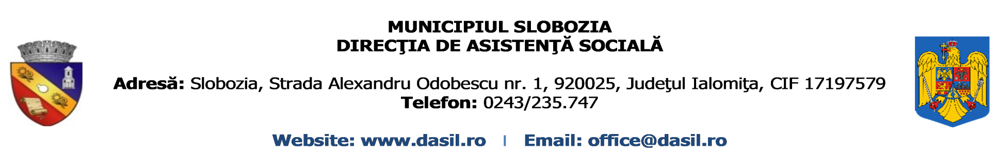 MUNICIPIUL SLOBOZIA
DIRECŢIA DE ASISTENŢĂ SOCIALĂ
Adresă: Slobozia, Strada Alexandru Odobescu nr. 1, 920025, Judeţul Ialomiţa, CIF 17197579
Telefon: 0243/235.747
Website: www.dasil.ro | Email: office@dasil.ro